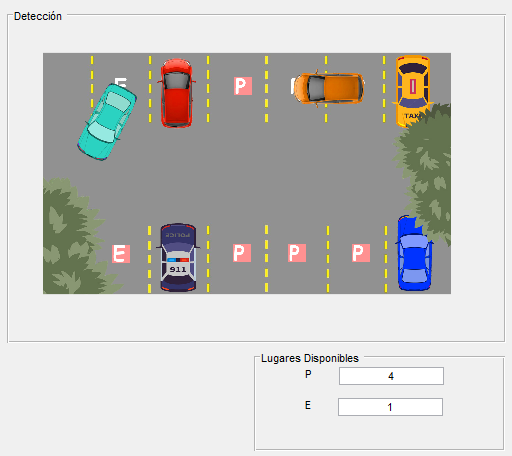 Detección
E
P
TAXI
E
POLICE
911
P
P
P
Lugares Disponibles
P 4
E 1